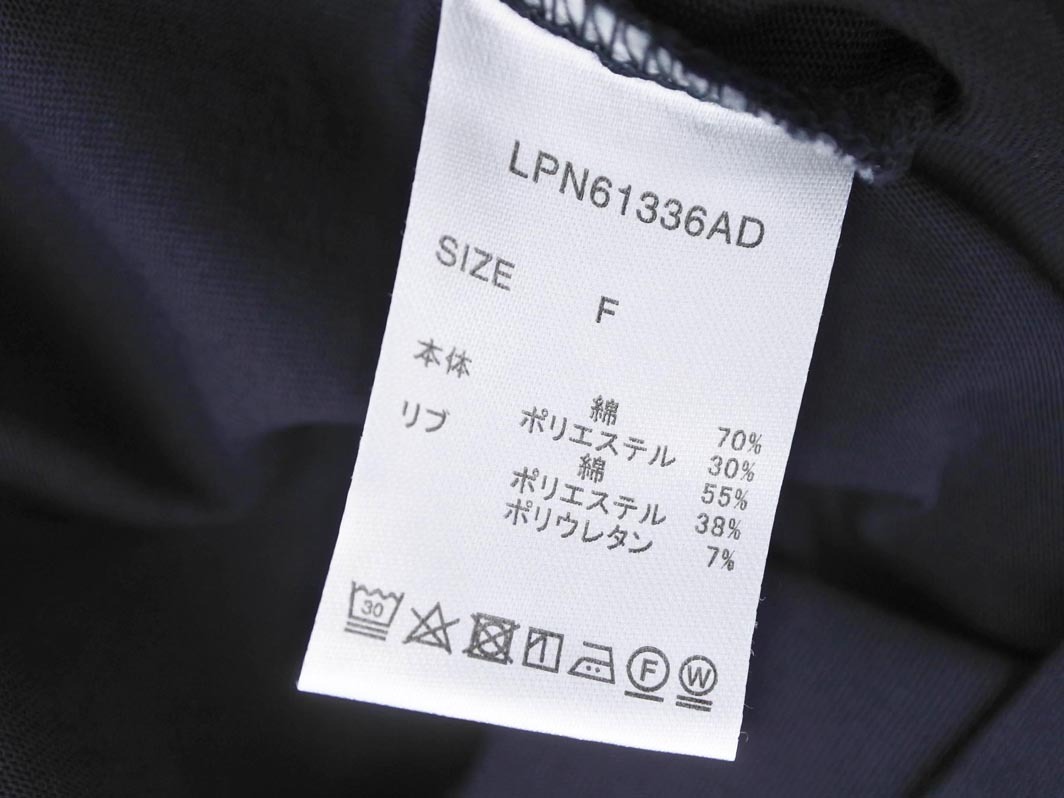 LPN61336AD
SIZE F
本体 綿 70%
ポリエステル 30%
リブ 綿 55%
ポリエステル 38%
ポリウレタン 7%
30 F W